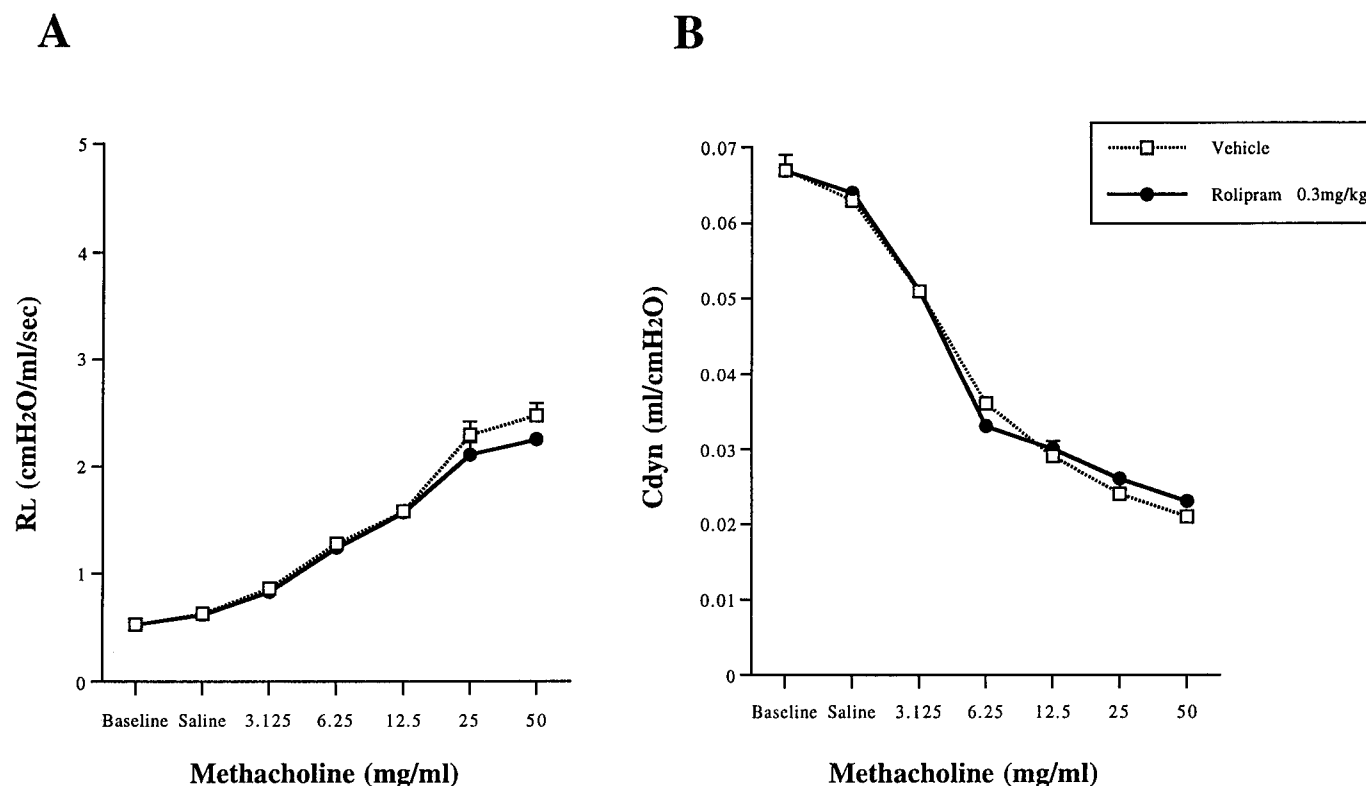 A
5
4
3
2
1
0
RL (cmH2O/ml/sec)
Baseline Saline 3.125 6.25 12.5 25 50
Methacholine (mg/ml)
B
Vehicle
Rolipram 0.3mg/kg
0.07
0.06
0.05
0.04
0.03
0.02
0.01
0
Cdyn (ml/cmH2O)
Baseline Saline 3.125 6.25 12.5 25 50
Methacholine (mg/ml)